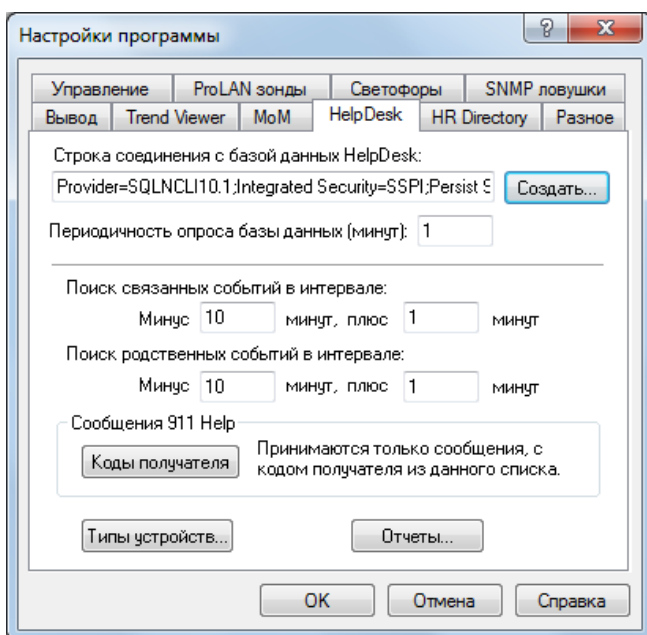 Настройки программы
Управление ProLAN зонды Светофоры SNMP ловушки
Вывод Trend Viewer MoM HelpDesk HR Directory Разное
Строка соединения с базой данных HelpDesk:
Provider=SQLNCLI10.1;Integrated Security=SSPI;Persist S Создать...
Периодичность опроса базы данных (минут): 1
Поиск связанных событий в интервале:
Минус 10 минут, плюс 1 минут
Поиск родственных событий в интервале:
Минус 10 минут, плюс 1 минут
Сообщения 911 Help
Коды получателя Принимаются только сообщения, с
кодом получателя из данного списка.
Типы устройств... Отчеты...
OK Отмена Справка